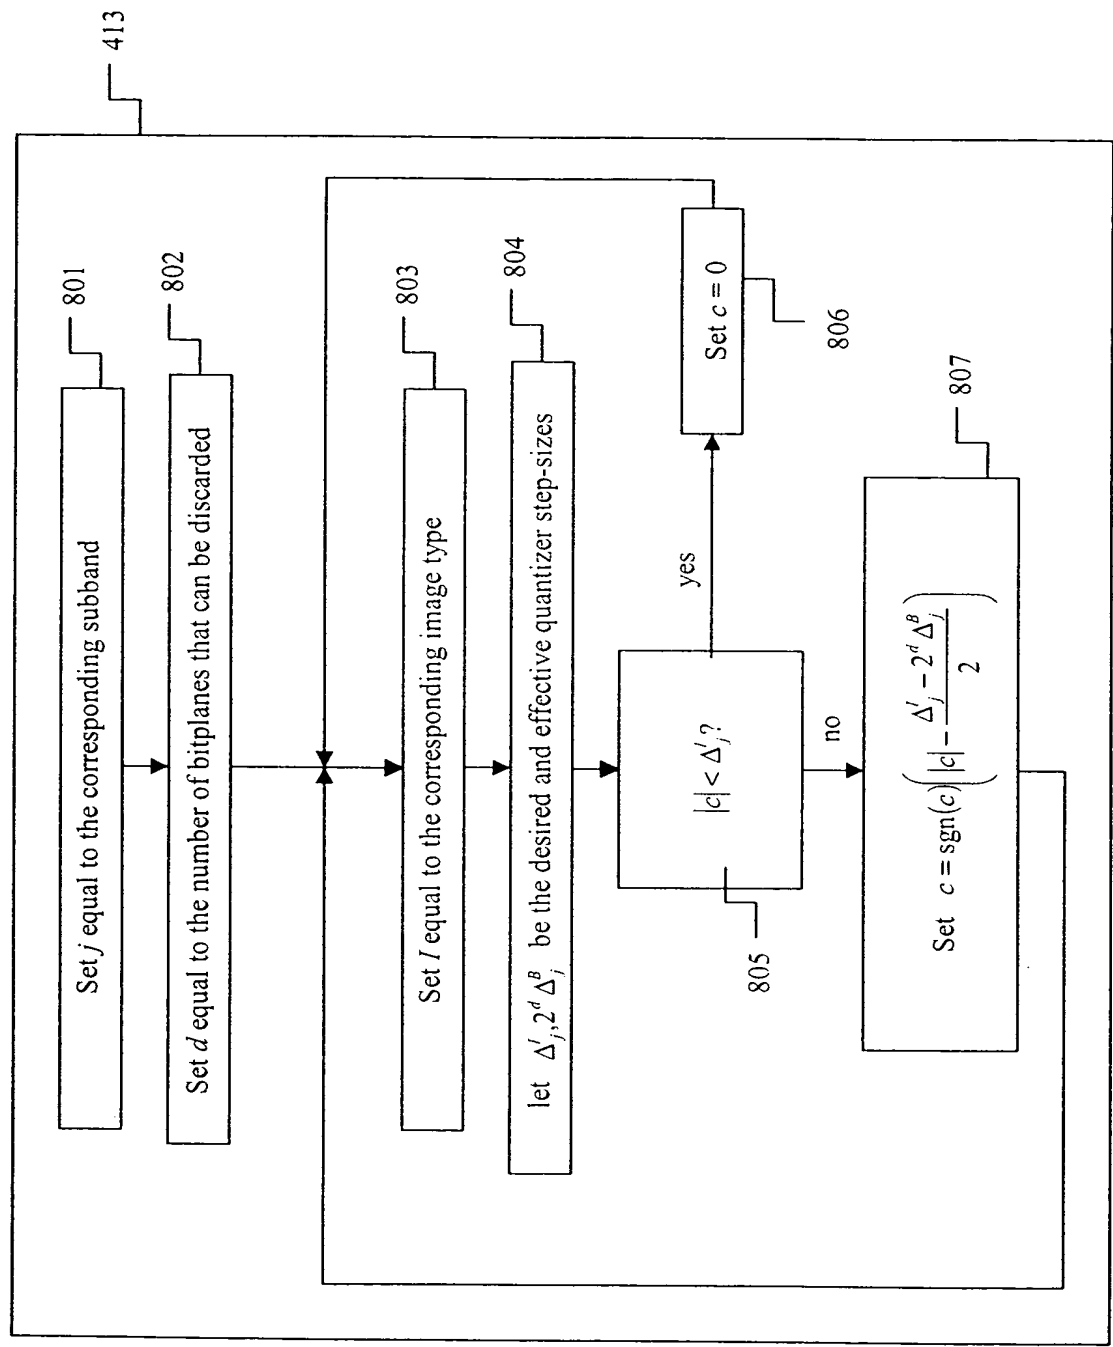 413
801
Set j equal to the corresponding subband
802
Set d equal to the number of bitplanes that can be discarded
803
Set I equal to the corresponding image type
804
let Δ^I_j, 2^d Δ^B_j be the desired and effective quantizer step-sizes
805
|c| < Δ^I_j?
yes
Set c = 0
806
no
807
Set c = sgn(c)(|c| - (Δ^I_j - 2^d Δ^B_j)/2)